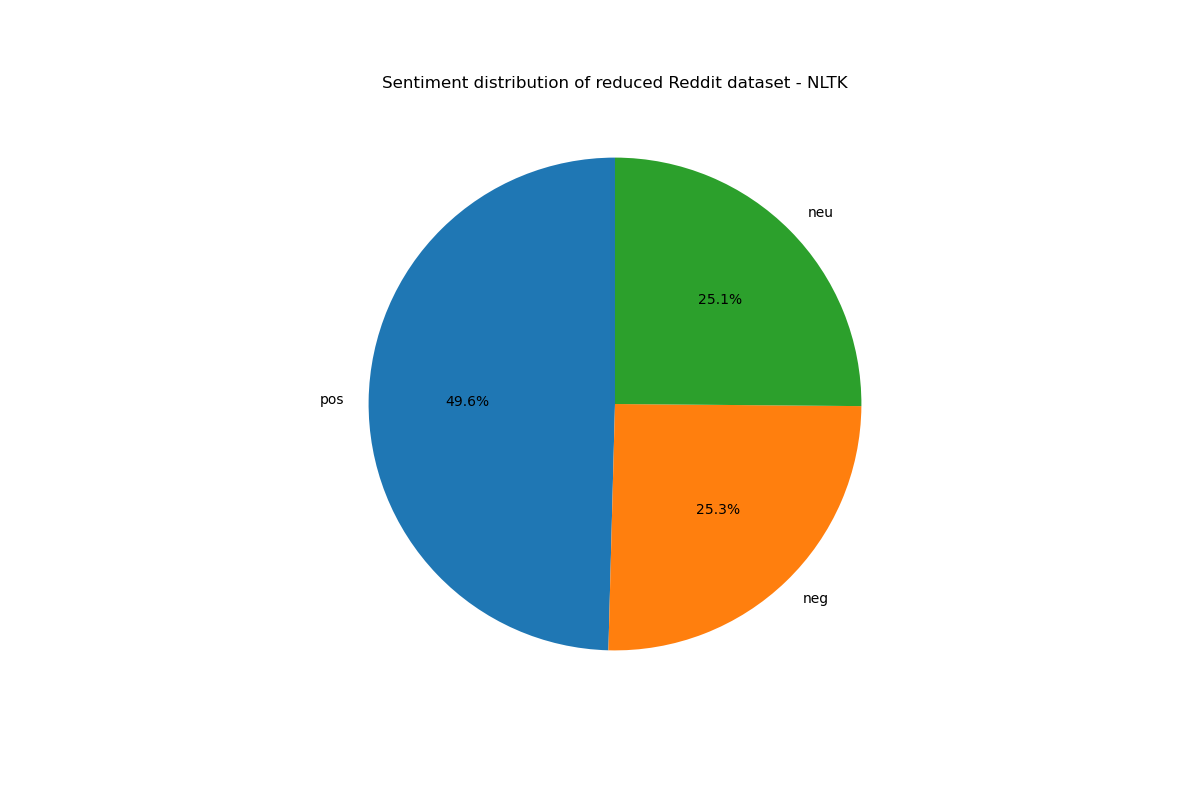 Sentiment distribution of reduced Reddit dataset - NLTK
neu
25.1%
pos
49.6%
25.3%
neg